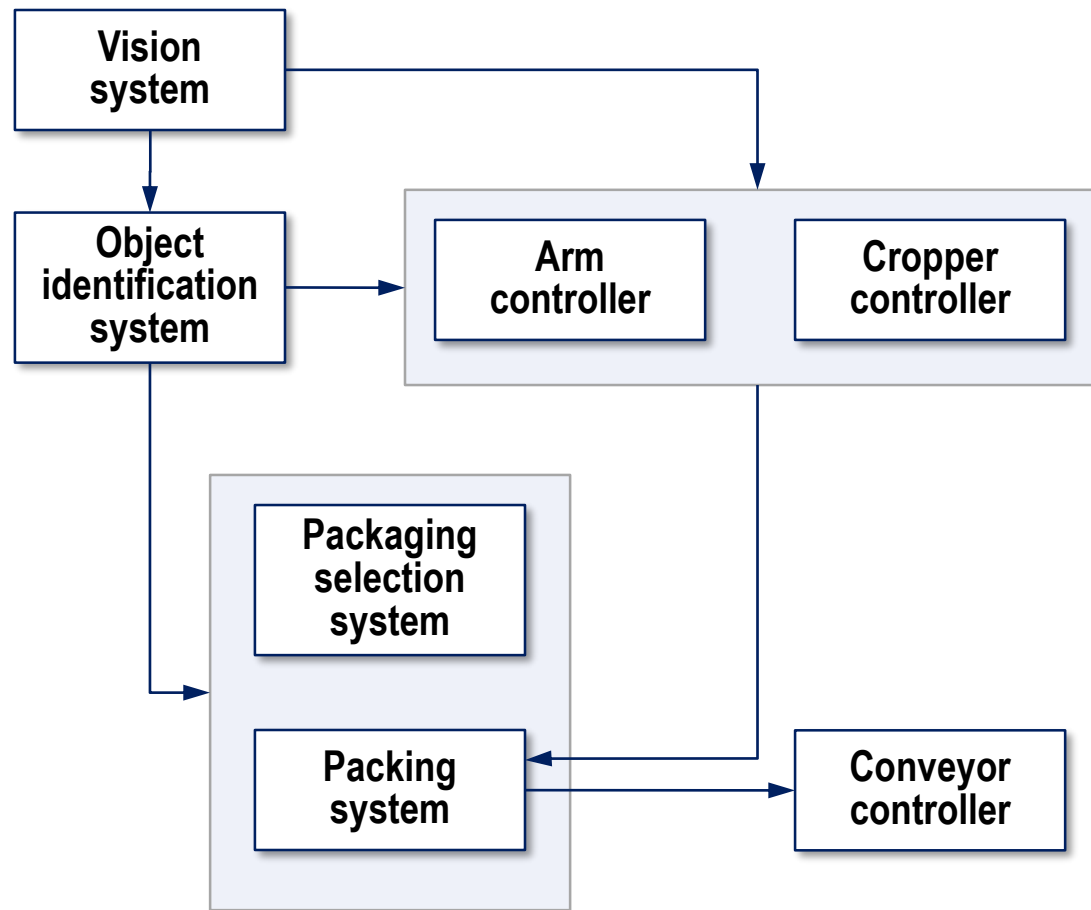 Vision
system
Object
identification
system
Arm
controller
Cropper
controller
Packaging
selection
system
Packing
system
Conveyor
controller